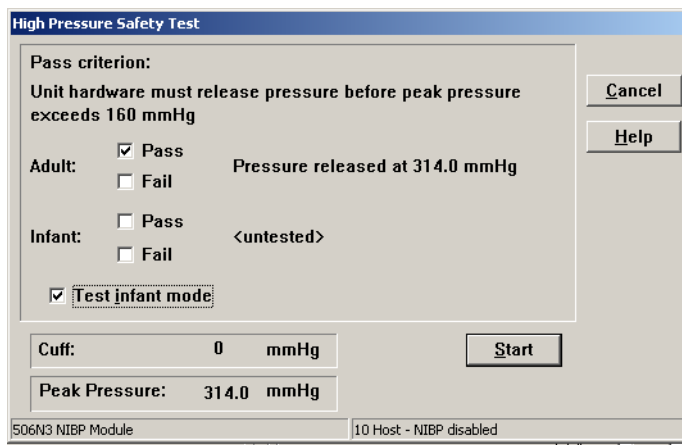 High Pressure Safety Test
Pass criterion:
Unit hardware must release pressure before peak pressure
exceeds 160 mmHg
Cancel
Help
Adult:
Pass
Fail
Pressure released at 314.0 mmHg
Infant:
Pass
Fail
<untested>
Test infant mode
Cuff: 0 mmHg
Start
Peak Pressure: 314.0 mmHg
506N3 NIBP Module
10 Host - NIBP disabled